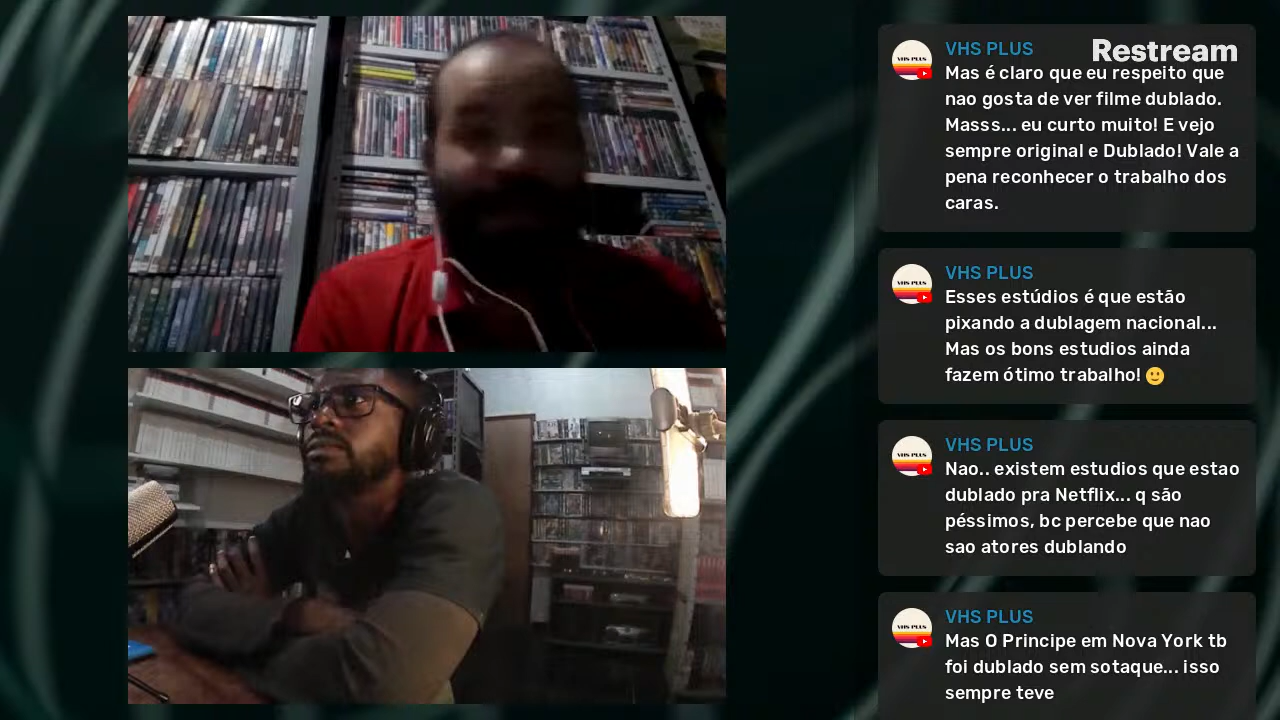 Restream
VHS PLUS
Mas é claro que eu respeito que
nao gosta de ver filme dublado.
Masss... eu curto muito! E vejo
sempre original e Dublado! Vale a
pena reconhecer o trabalho dos
caras.
VHS PLUS
Esses estúdios é que estão
pixando a dublagem nacional...
Mas os bons estudios ainda
fazem ótimo trabalho! 🙂
VHS PLUS
Nao.. existem estudios que estao
dublado pra Netflix... q são
péssimos, bc percebe que nao
sao atores dublando
VHS PLUS
Mas O Principe em Nova York tb
foi dublado sem sotaque... isso
sempre teve